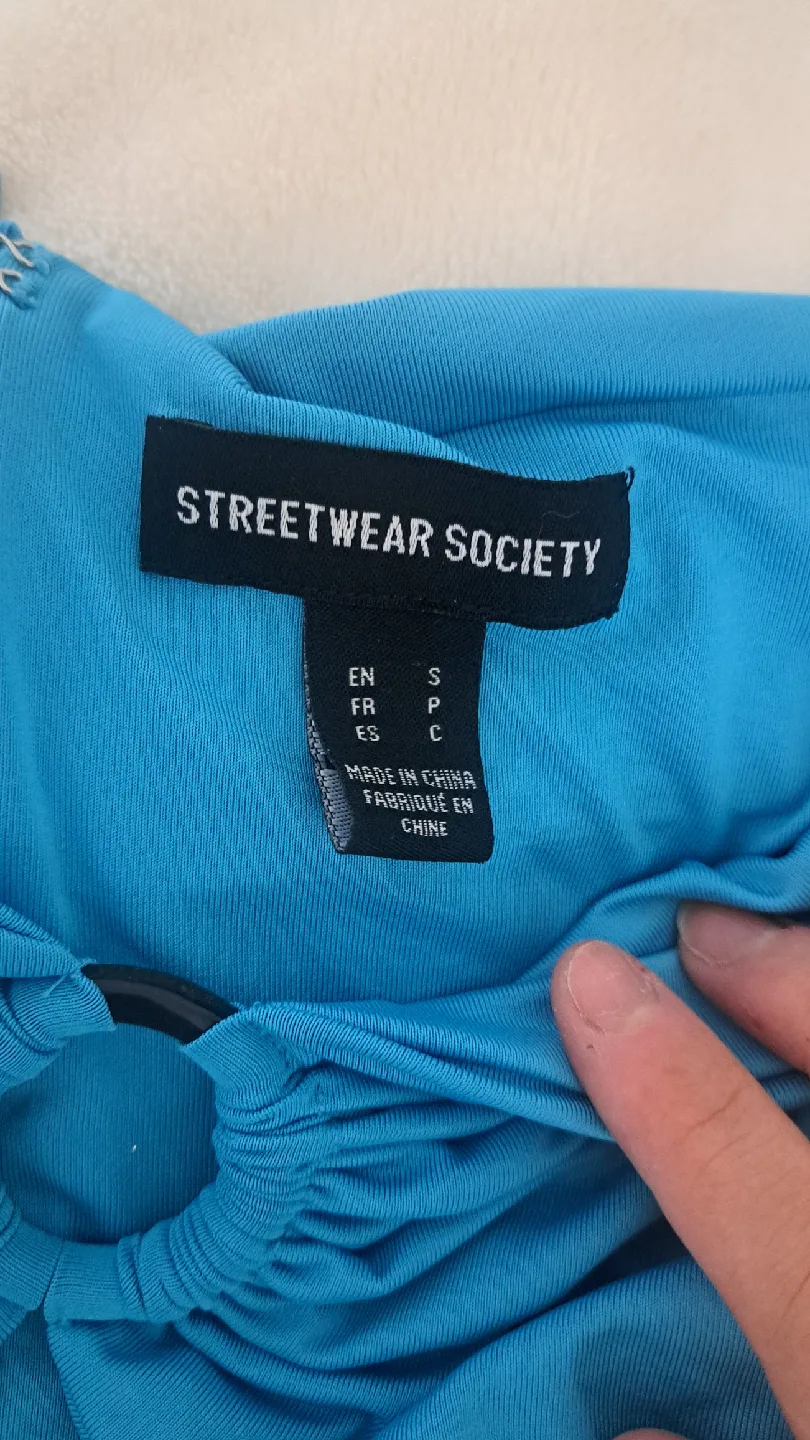 STREETWEAR SOCIETY
EN S
FR P
ES C
MADE IN CHINA
FABRIQUÉ EN
CHINE